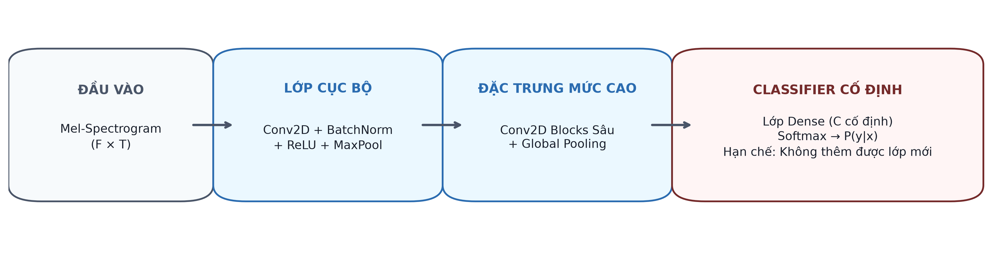 ĐẦU VÀO
Mel-Spectrogram
(F × T)
LỚP CỤC BỘ
Conv2D + BatchNorm
+ ReLU + MaxPool
ĐẶC TRƯNG MỨC CAO
Conv2D Blocks Sâu
+ Global Pooling
CLASSIFIER CỐ ĐỊNH
Lớp Dense (C cố định)
Softmax → P(y|x)
Hạn chế: Không thêm được lớp mới